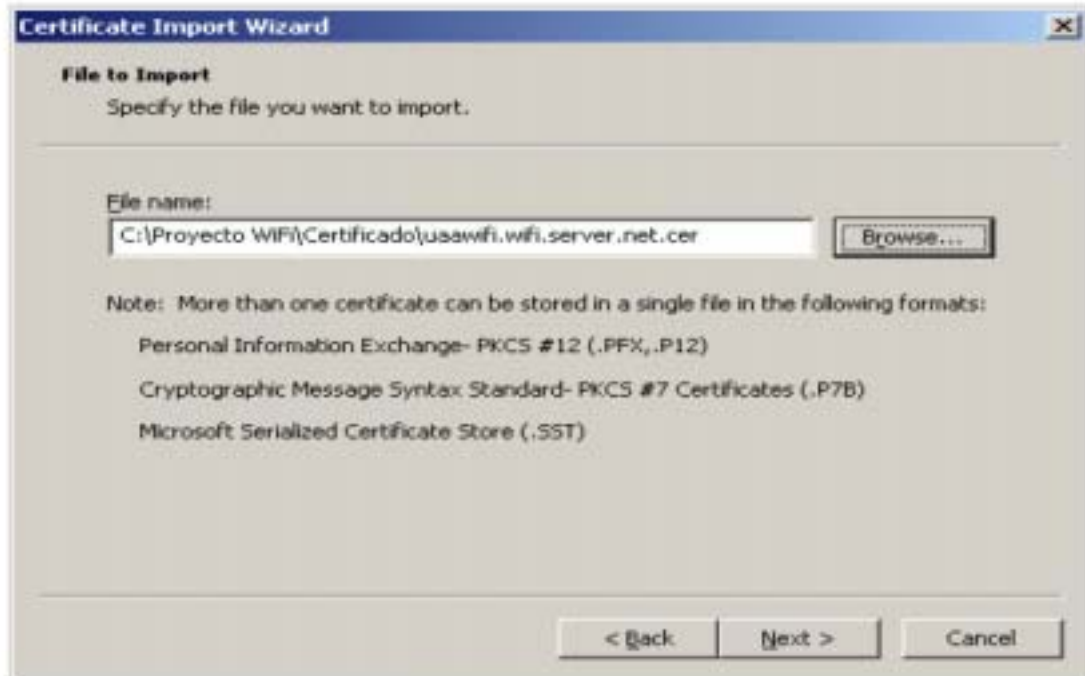 Certificate Import Wizard
File to Import
Specify the file you want to import.
File name:
C:\Proyecto WiFi\Certificado\uaawifi.wifi.server.net.cer
Browse...
Note: More than one certificate can be stored in a single file in the following formats:
Personal Information Exchange- PKCS #12 (.PFX,.P12)
Cryptographic Message Syntax Standard- PKCS #7 Certificates (.P7B)
Microsoft Serialized Certificate Store (.SST)
< Back
Next >
Cancel